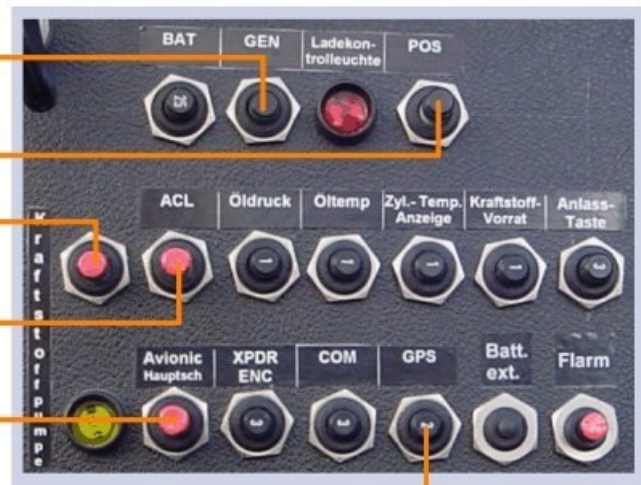 BAT GEN Ladekon-
trolleuchte POS
ACL Öldruck Öltemp Zyl.- Temp.
Anzeige Kraftstoff-
Vorrat Anlass-
Taste
Kraftstoffpumpe
Avionic
Hauptsch XPDR
ENC COM GPS Batt.
ext. Flarm